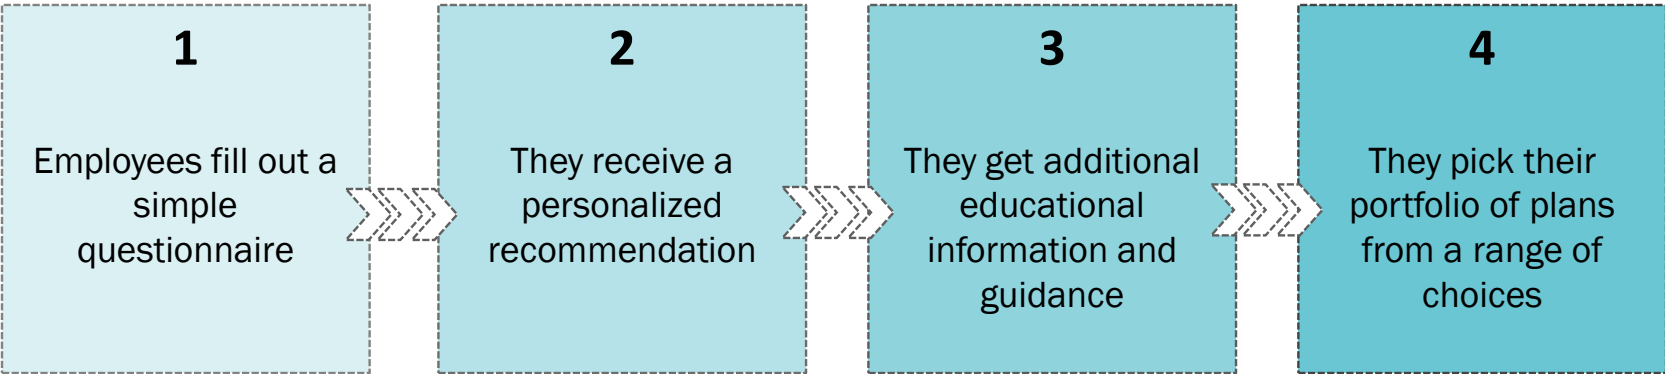 1
Employees fill out a
simple
questionnaire
2
They receive a
personalized
recommendation
3
They get additional
educational
information and
guidance
4
They pick their
portfolio of plans
from a range of
choices